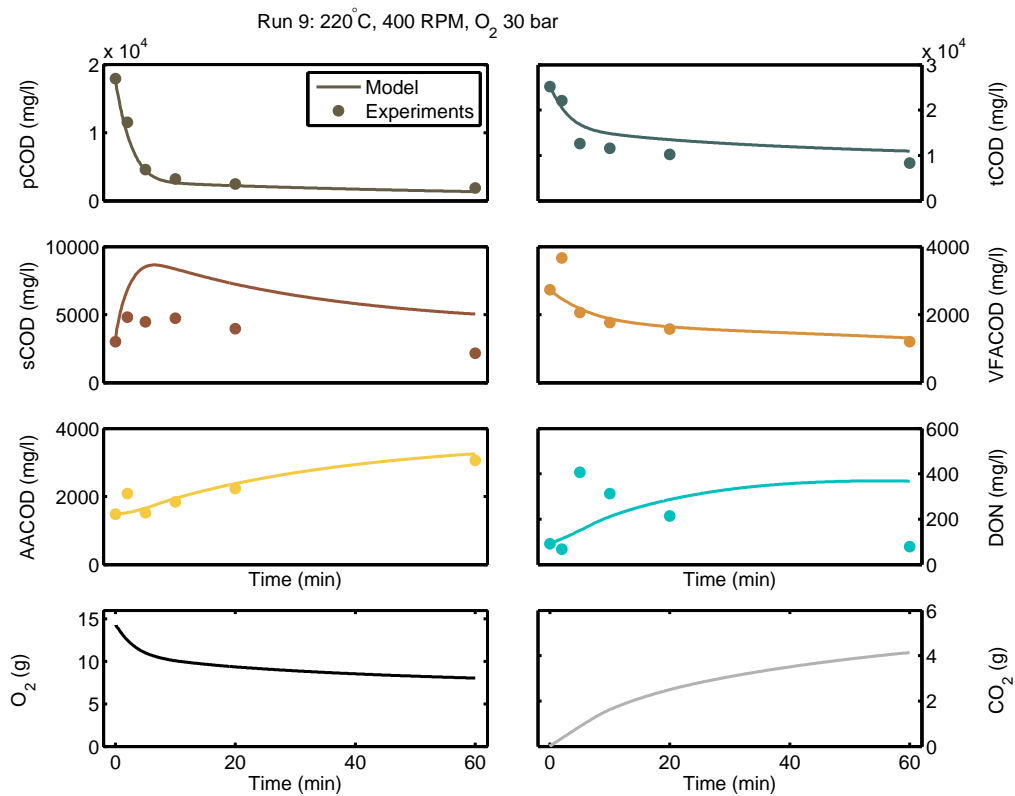 Run 9: 220°C, 400 RPM, O2 30 bar
x 10^4
2
1
0
pCOD (mg/l)
Model
Experiments
x 10^4
3
2
1
0
tCOD (mg/l)
10000
5000
0
sCOD (mg/l)
4000
2000
0
VFACOD (mg/l)
4000
2000
0
AACOD (mg/l)
Time (min)
600
400
200
0
DON (mg/l)
Time (min)
15
10
5
0
O2 (g)
0
20
60
Time (min)
6
4
2
0
CO2 (g)
0
20
60
Time (min)